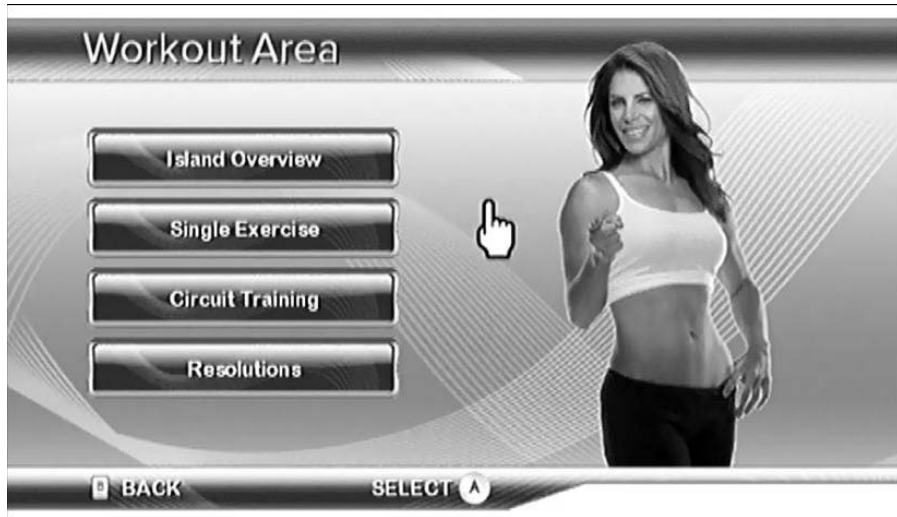 Workout Area
Island Overview
Single Exercise
Circuit Training
Resolutions
B BACK SELECT A